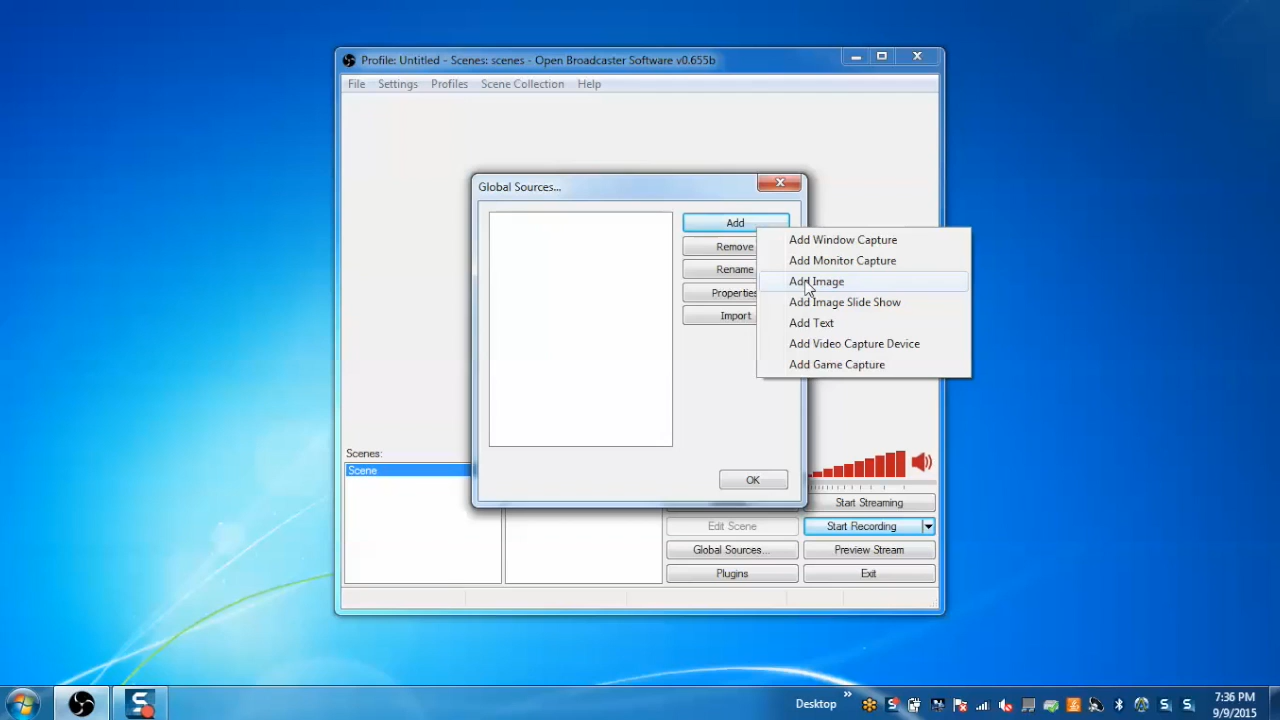 Profile: Untitled - Scenes: scenes - Open Broadcaster Software v0.655b
File Settings Profiles Scene Collection Help
Global Sources...
Add
Remove
Rename
Properties
Import
Add Window Capture
Add Monitor Capture
Add Image
Add Image Slide Show
Add Text
Add Video Capture Device
Add Game Capture
OK
Scenes:
Scene
Start Streaming
Edit Scene
Start Recording
Global Sources...
Preview Stream
Plugins
Exit
Desktop
7:36 PM
9/9/2015